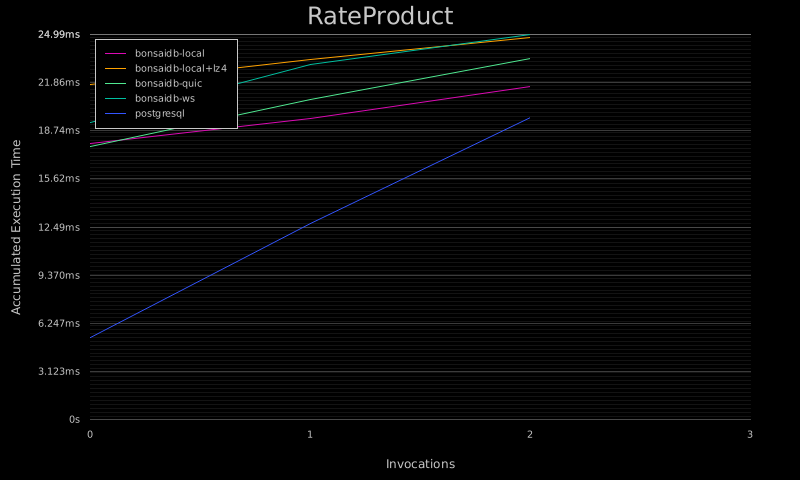 RateProduct
24.99ms
21.86ms
18.74ms
15.62ms
12.49ms
9.370ms
6.247ms
3.123ms
0s
bonsaidb-local
bonsaidb-local+lz4
bonsaidb-quic
bonsaidb-ws
postgresql
Accumulated Execution Time
0 1 2 3
Invocations